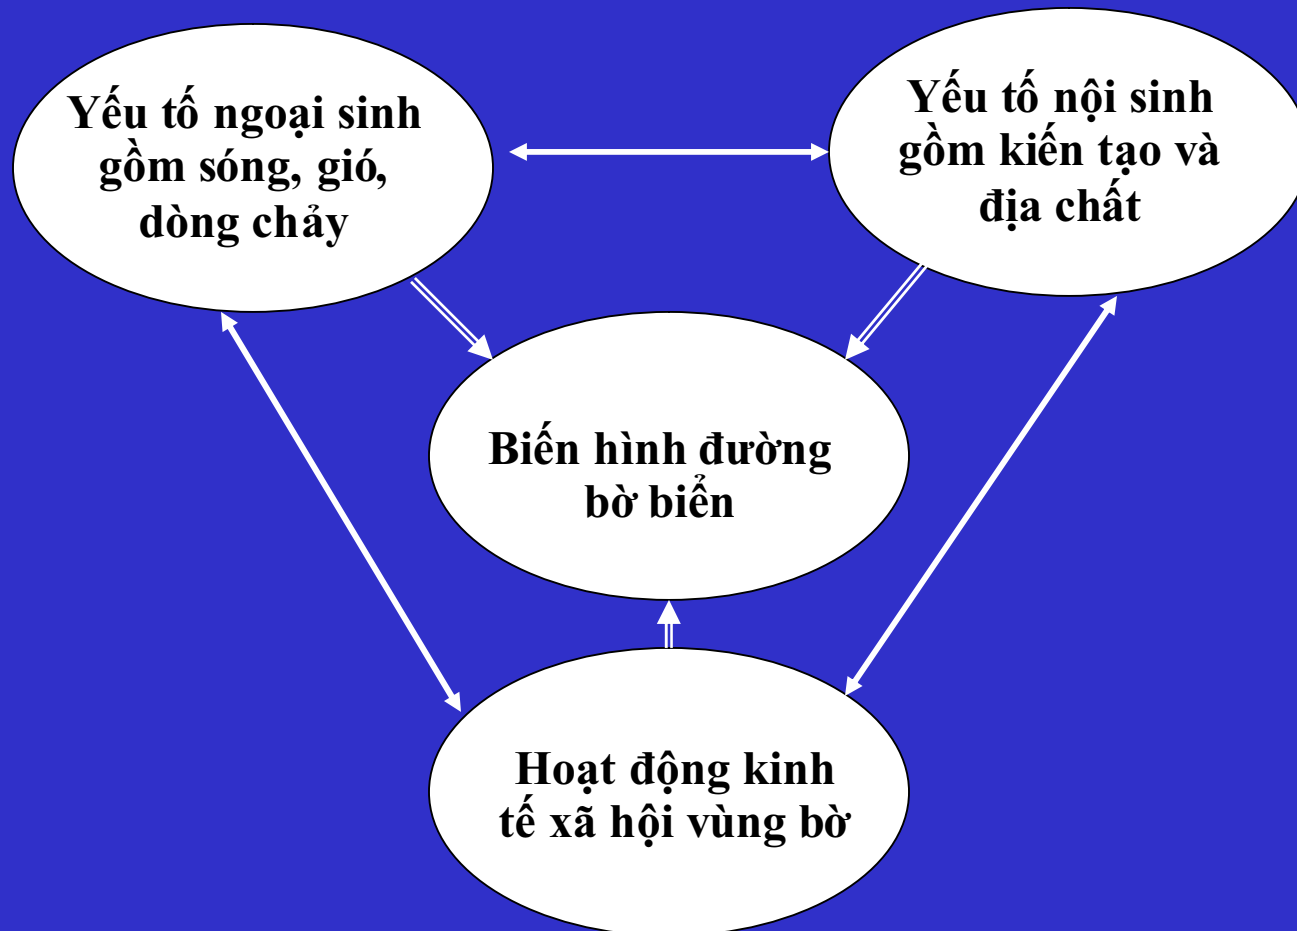 Yếu tố ngoại sinh
gồm sóng, gió,
dòng chảy
Yếu tố nội sinh
gồm kiến tạo và
địa chất
Biến hình đường
bờ biển
Hoạt động kinh
tế xã hội vùng bờ